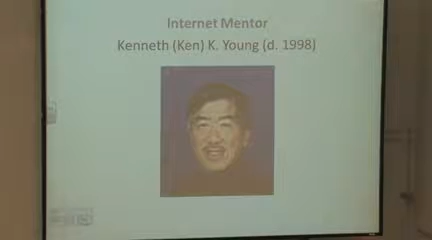 Internet Mentor
Kenneth (Ken) K. Young (d. 1998)